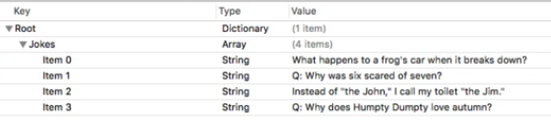 Key Type Value
Root Dictionary (1 item)
Jokes Array (4 items)
Item 0 String What happens to a frog's car when it breaks down?
Item 1 String Q: Why was six scared of seven?
Item 2 String Instead of "the John," I call my toilet "the Jim."
Item 3 String Q: Why does Humpty Dumpty love autumn?